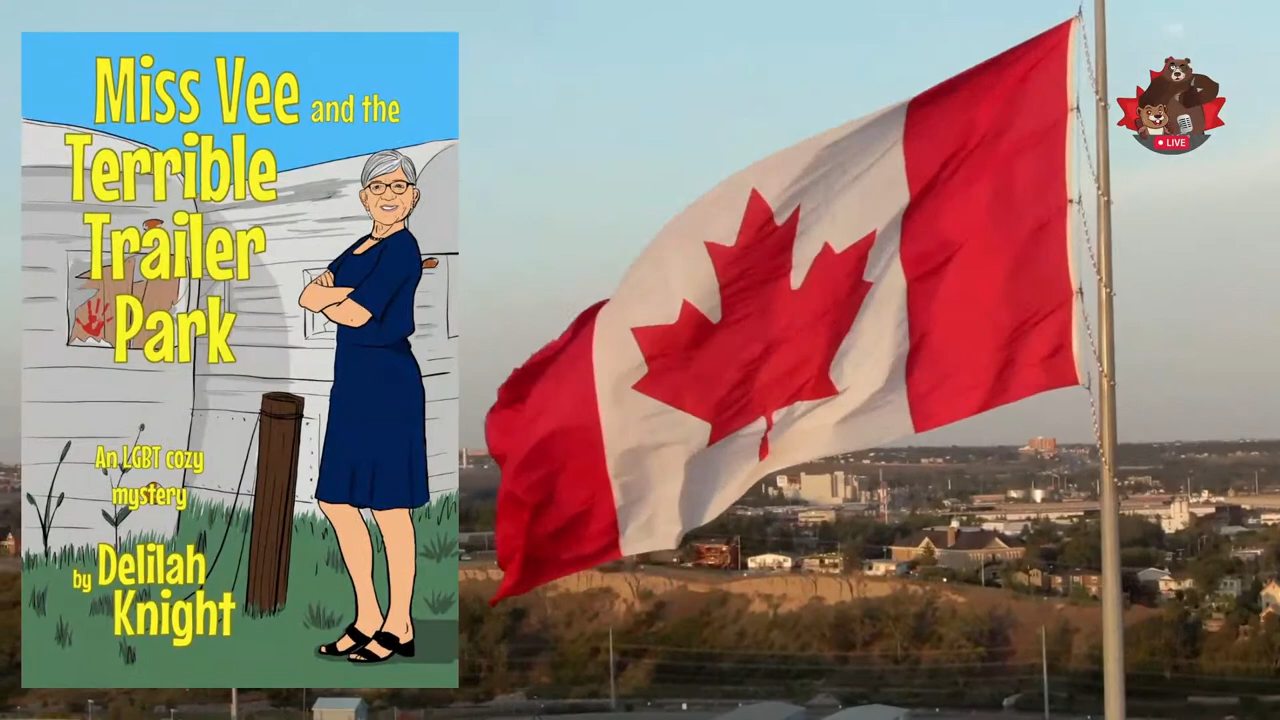 Miss Vee and the
Terrible
Trailer
Park
An LGBT cozy
mystery
by Delilah
Knight
LIVE